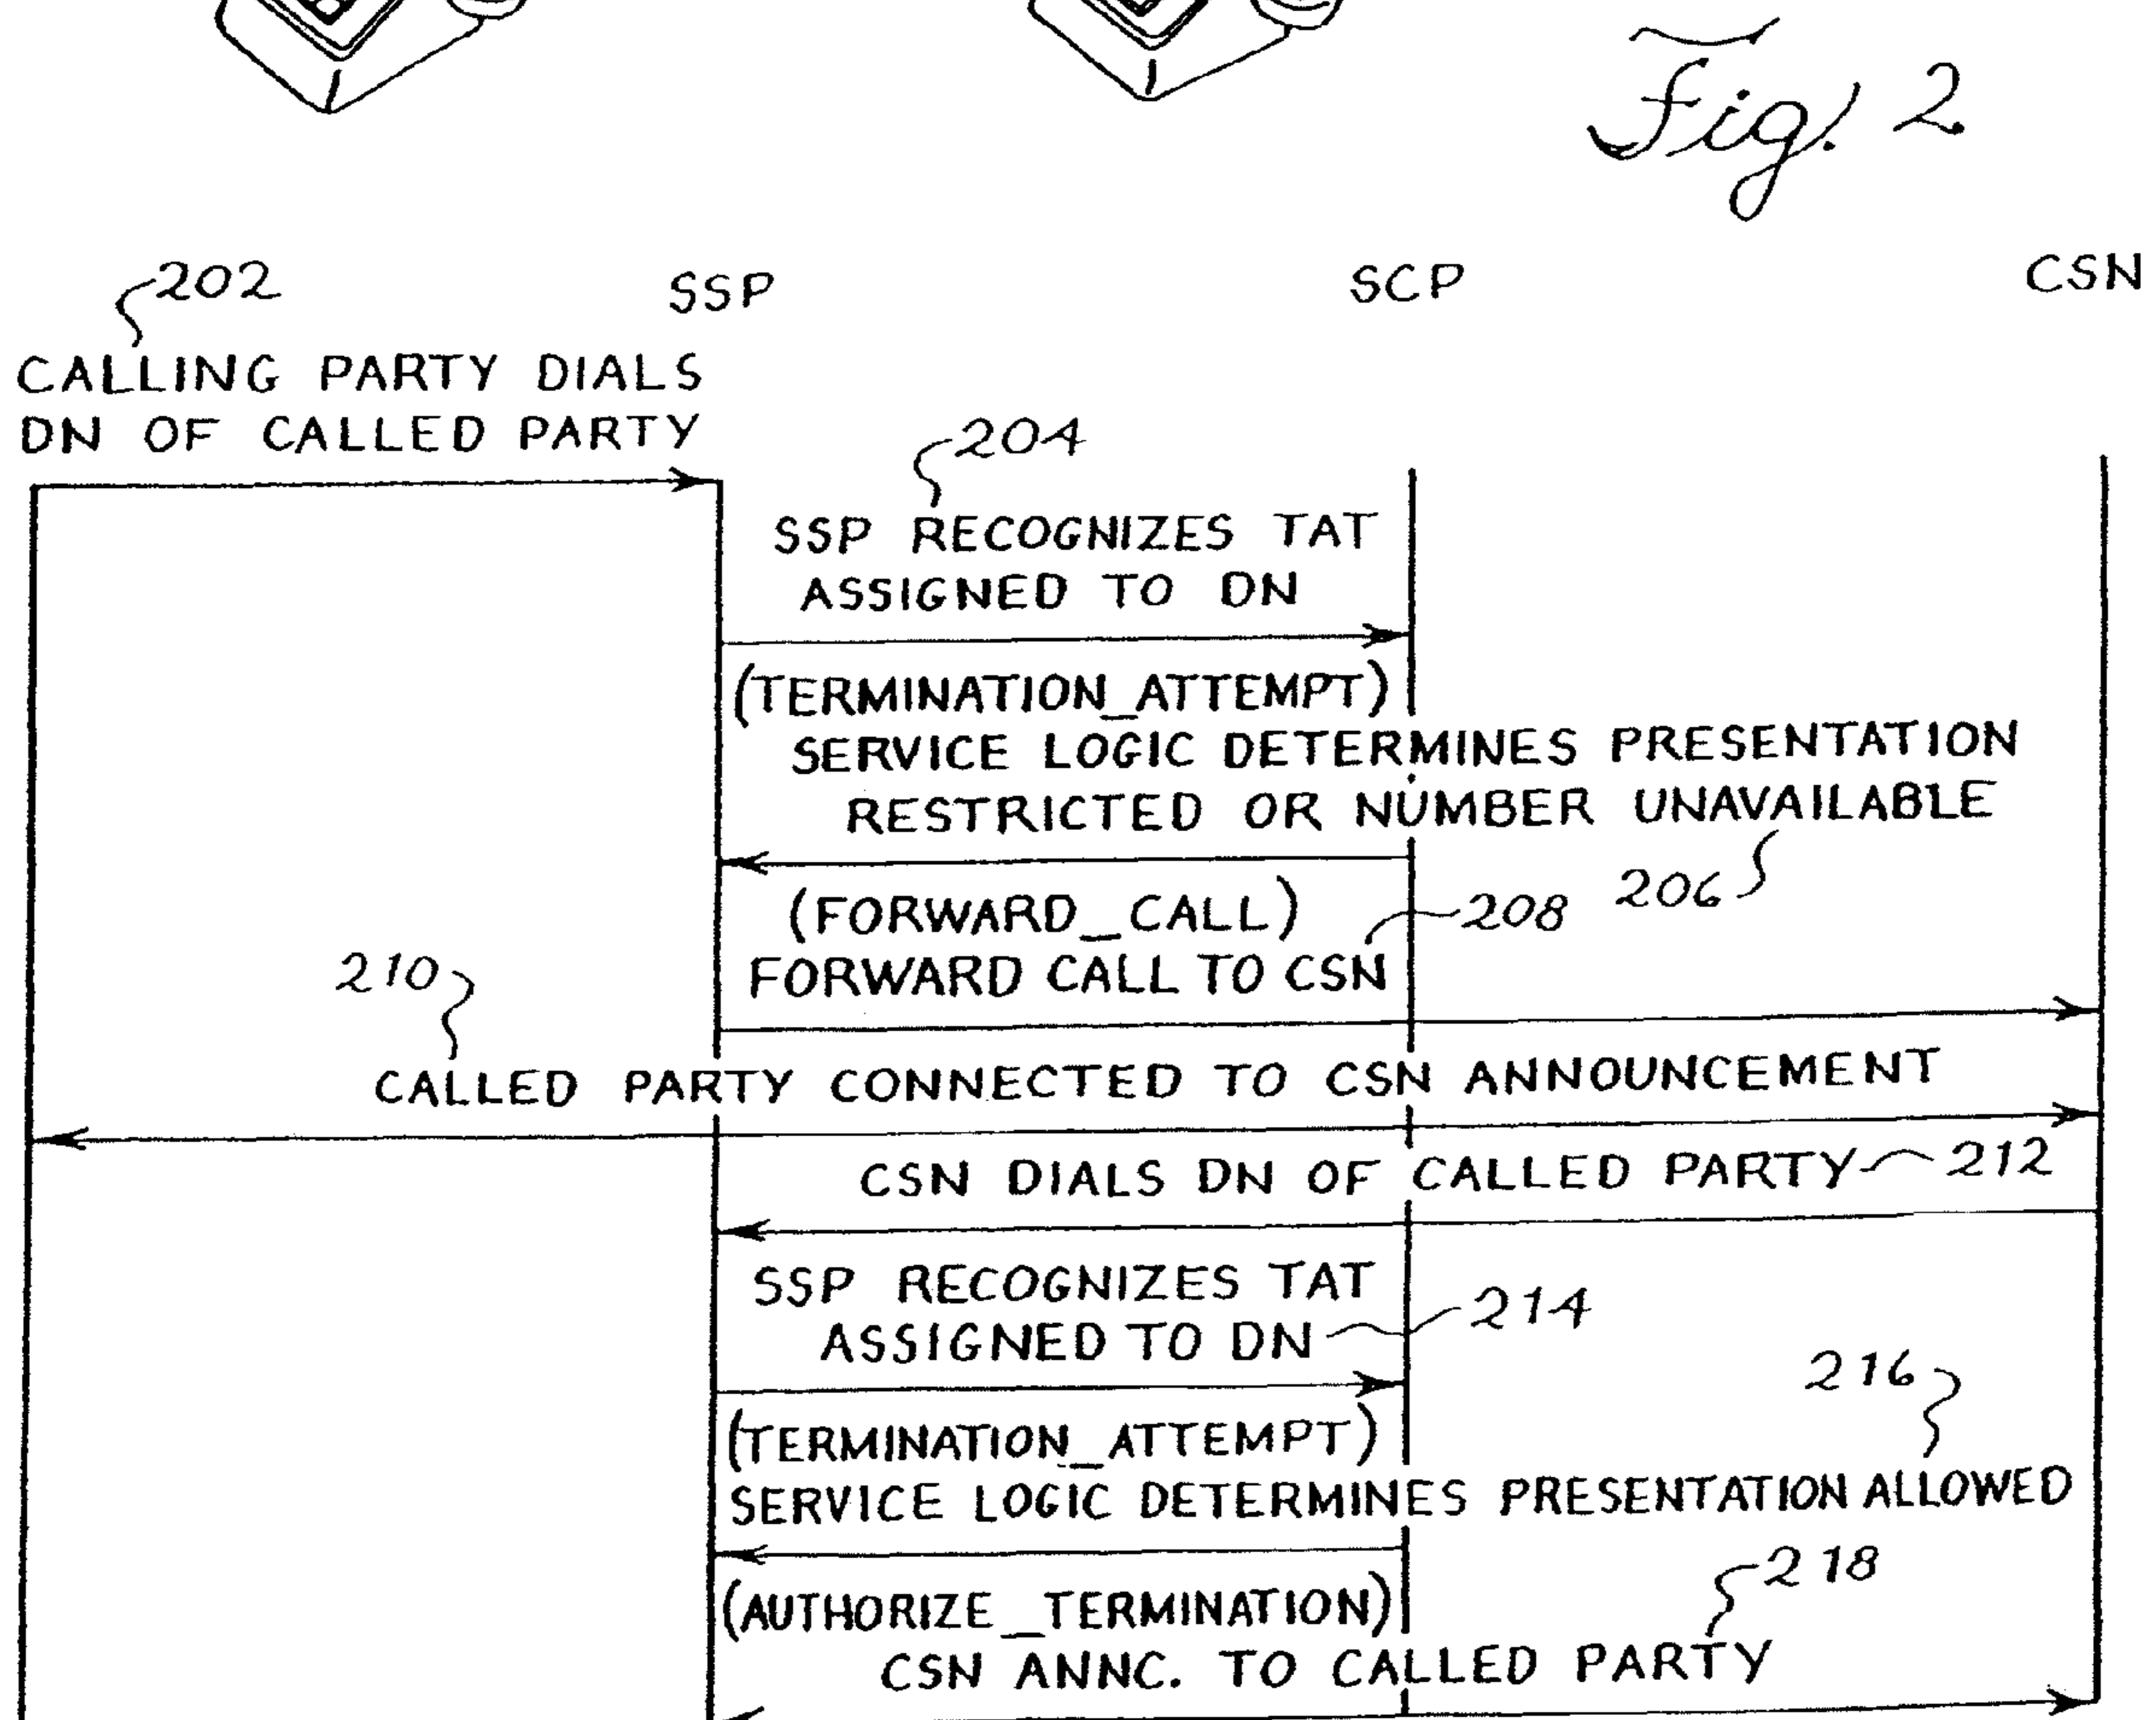 Fig. 2
202
SSP
SCP
CSN
CALLING PARTY DIALS
DN OF CALLED PARTY
204
SSP RECOGNIZES TAT
ASSIGNED TO DN
(TERMINATION_ATTEMPT)
SERVICE LOGIC DETERMINES PRESENTATION
RESTRICTED OR NUMBER UNAVAILABLE
206
(FORWARD_CALL)
208
FORWARD CALL TO CSN
210
CALLED PARTY CONNECTED TO CSN ANNOUNCEMENT
CSN DIALS DN OF CALLED PARTY
212
SSP RECOGNIZES TAT
ASSIGNED TO DN
214
216
(TERMINATION_ATTEMPT)
SERVICE LOGIC DETERMINES PRESENTATION ALLOWED
218
(AUTHORIZE_TERMINATION)
CSN ANNC. TO CALLED PARTY